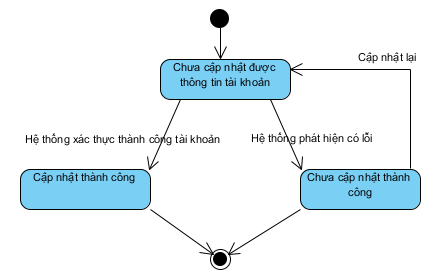 Cập nhật lại
Chưa cập nhật được
thông tin tài khoản
Hệ thống xác thực thành công tài khoản
Hệ thống phát hiện có lỗi
Cập nhật thành công
Chưa cập nhật thành
công